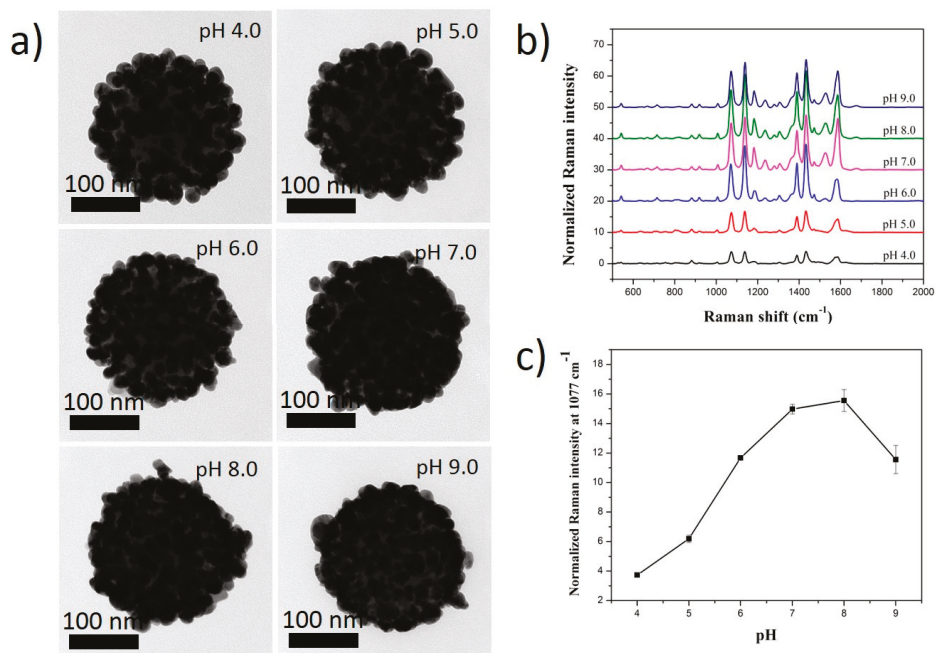 a)
pH 4.0
100 nm
pH 5.0
100 nm
pH 6.0
100 nm
pH 7.0
100 nm
pH 8.0
100 nm
pH 9.0
100 nm
b)
Normalized Raman intensity
70
60
50
40
30
20
10
0
pH 9.0
pH 8.0
pH 7.0
pH 6.0
pH 5.0
pH 4.0
600 800 1000 1200 1400 1600 1800 2000
Raman shift (cm-1)
c)
Normalized Raman intensity at 1077 cm-1
18
16
14
12
10
8
6
4
2
4 5 6 7 8 9
pH